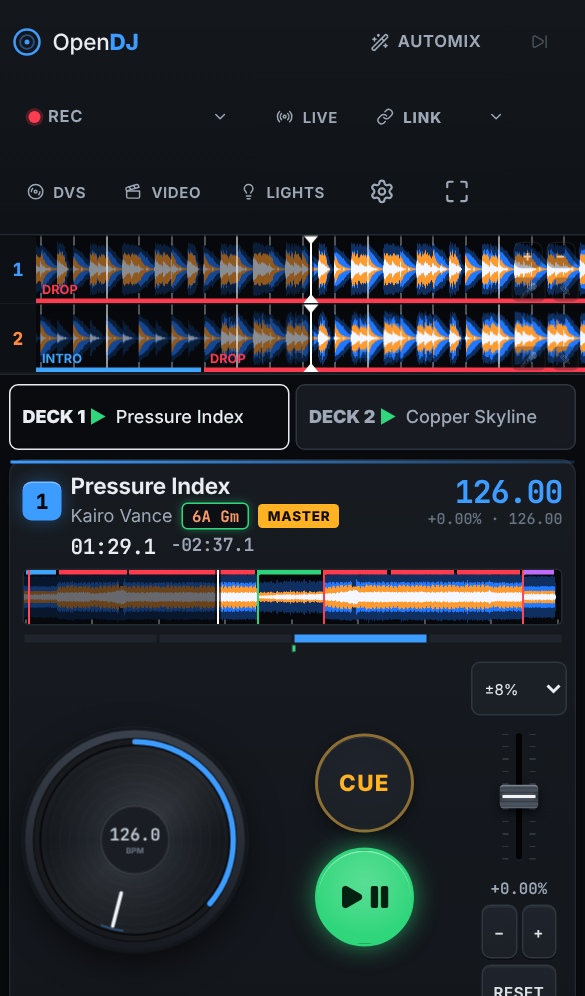 OpenDJ
AUTOMIX
REC
LIVE
LINK
DVS
VIDEO
LIGHTS
1
DROP
+
−
2
INTRO
DROP
DECK 1 Pressure Index
DECK 2 Copper Skyline
1
Pressure Index
126.00
Kairo Vance
6A Gm
MASTER
+0.00% · 126.00
01:29.1
-02:37.1
±8%
126.0
BPM
CUE
+0.00%
−
+
RESET